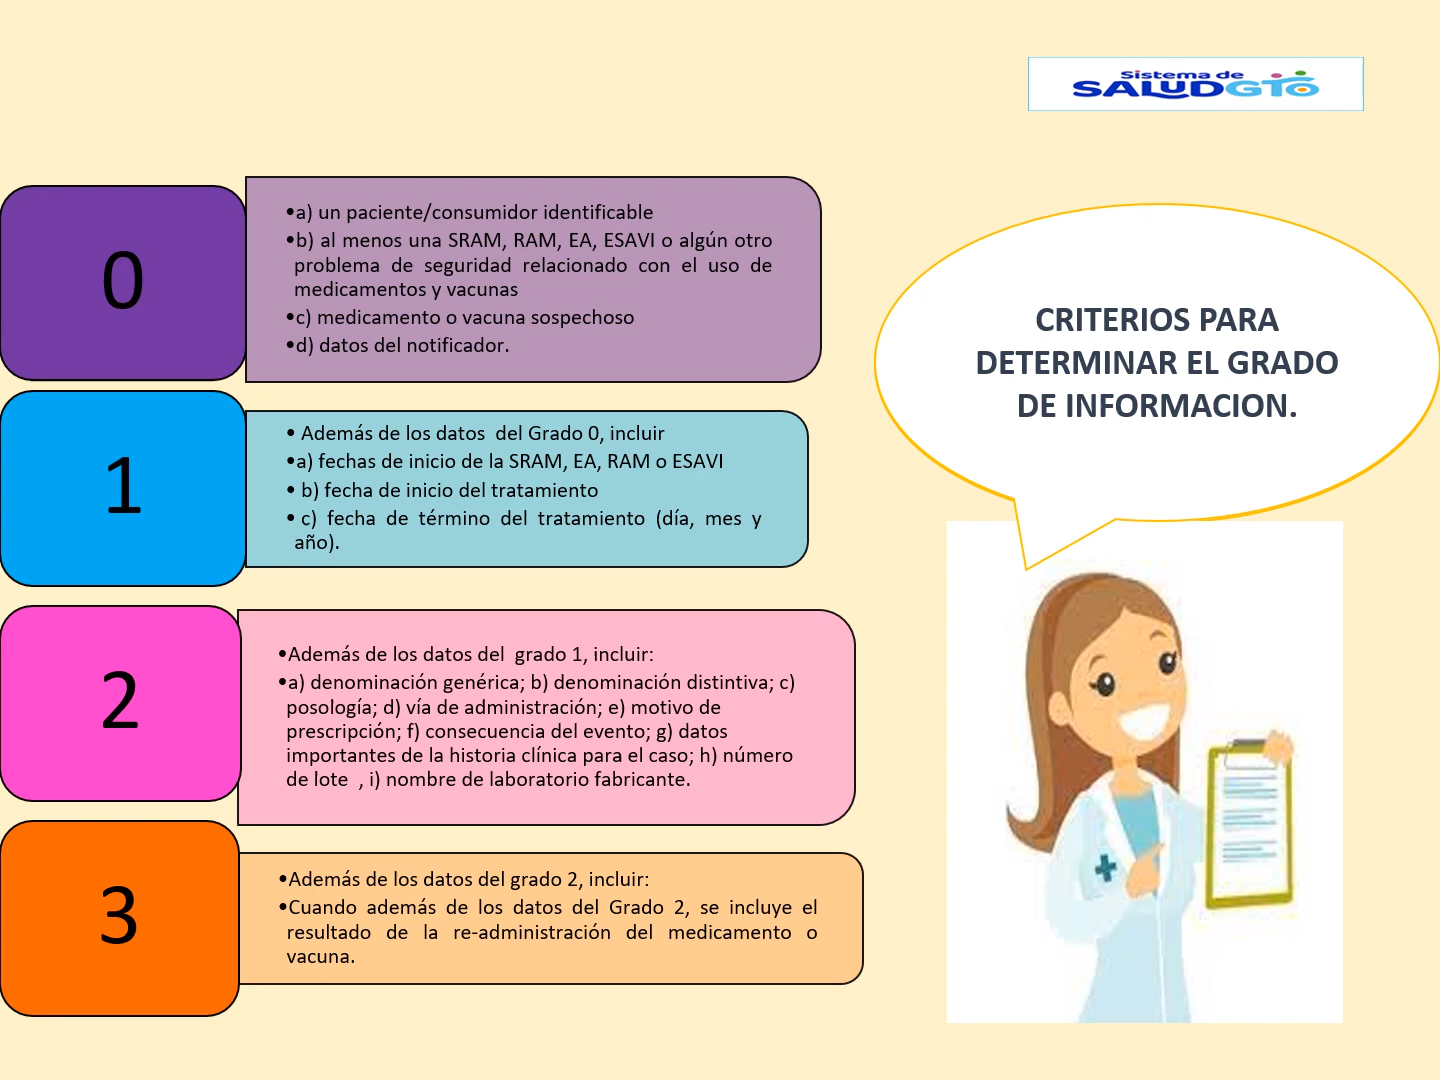 Sistema de
SALUDGTO
0
•a) un paciente/consumidor identificable
•b) al menos una SRAM, RAM, EA, ESAVI o algún otro
problema de seguridad relacionado con el uso de
medicamentos y vacunas
•c) medicamento o vacuna sospechoso
•d) datos del notificador.
CRITERIOS PARA
DETERMINAR EL GRADO
DE INFORMACION.
1
• Además de los datos  del Grado 0, incluir
•a) fechas de inicio de la SRAM, EA, RAM o ESAVI
• b) fecha de inicio del tratamiento
• c) fecha de término del tratamiento (día, mes y
año).
2
•Además de los datos del  grado 1, incluir:
•a) denominación genérica; b) denominación distintiva; c)
posología; d) vía de administración; e) motivo de
prescripción; f) consecuencia del evento; g) datos
importantes de la historia clínica para el caso; h) número
de lote  , i) nombre de laboratorio fabricante.
3
•Además de los datos del grado 2, incluir:
•Cuando además de los datos del Grado 2, se incluye el
resultado de la re-administración del medicamento o
vacuna.